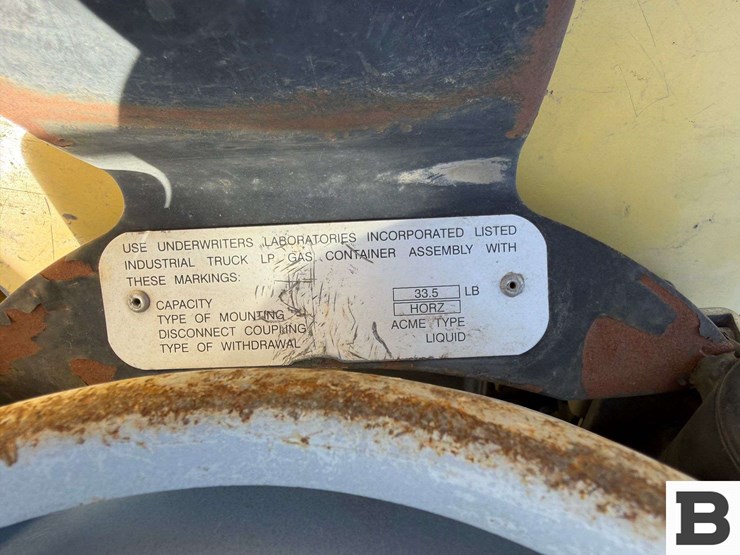 USE UNDERWRITERS LABORATORIES INCORPORATED LISTED
INDUSTRIAL TRUCK LP GAS CONTAINER ASSEMBLY WITH
THESE MARKINGS:
CAPACITY 33.5 LB
TYPE OF MOUNTING HORZ
DISCONNECT COUPLING ACME TYPE
TYPE OF WITHDRAWAL LIQUID
B